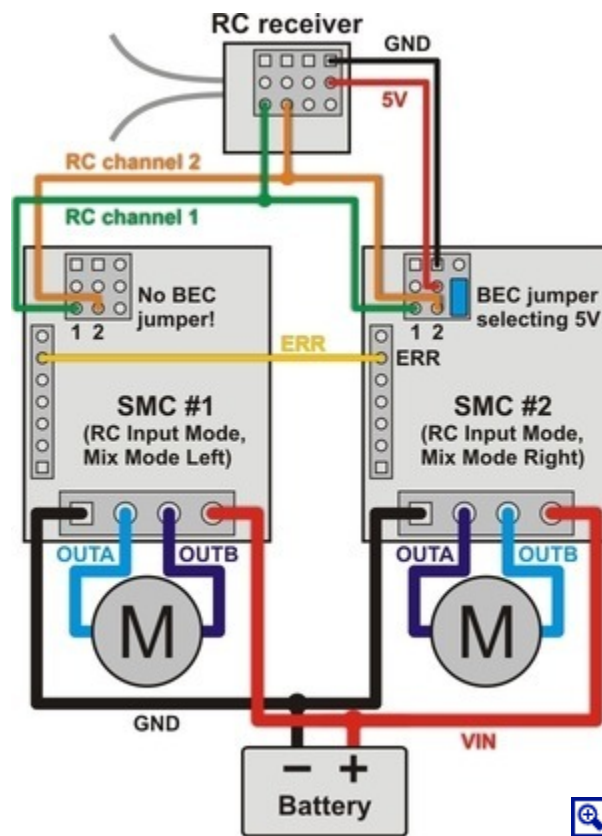 RC receiver
GND
5V
RC channel 2
RC channel 1
No BEC
jumper!
1 2
BEC jumper
selecting 5V
1 2
ERR
ERR
SMC #1
(RC Input Mode,
Mix Mode Left)
SMC #2
(RC Input Mode,
Mix Mode Right)
OUTA
OUTB
OUTA
OUTB
M
M
GND
VIN
− +
Battery